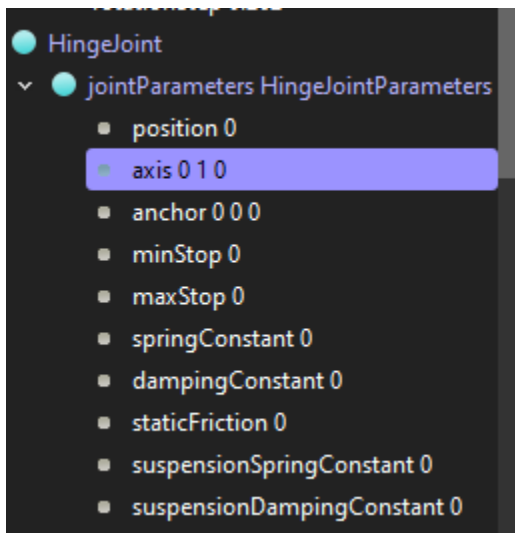 HingeJoint
jointParameters HingeJointParameters
position 0
axis 0 1 0
anchor 0 0 0
minStop 0
maxStop 0
springConstant 0
dampingConstant 0
staticFriction 0
suspensionSpringConstant 0
suspensionDampingConstant 0